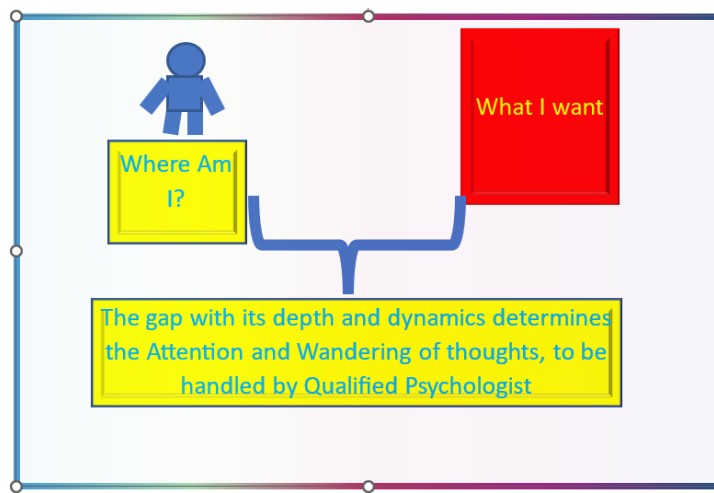 Where Am
I?
What I want
The gap with its depth and dynamics determines
the Attention and Wandering of thoughts, to be
handled by Qualified Psychologist